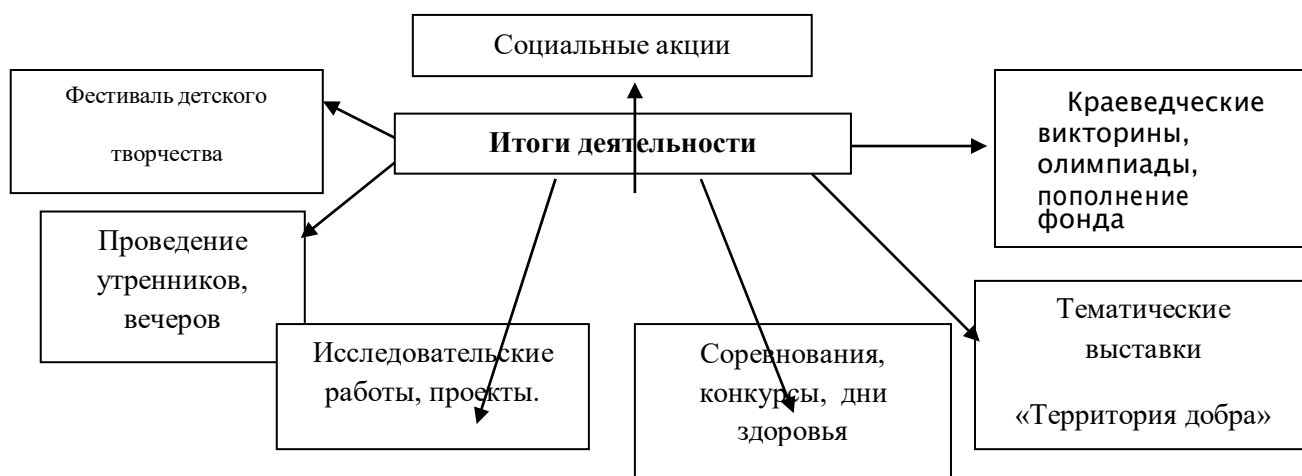 Социальные акции
Фестиваль детского
творчества
Итоги деятельности
Краеведческие
викторины,
олимпиады,
пополнение
фонда
Проведение
утренников,
вечеров
Исследовательские
работы, проекты.
Соревнования,
конкурсы, дни
здоровья
Тематические
выставки
«Территория добра»